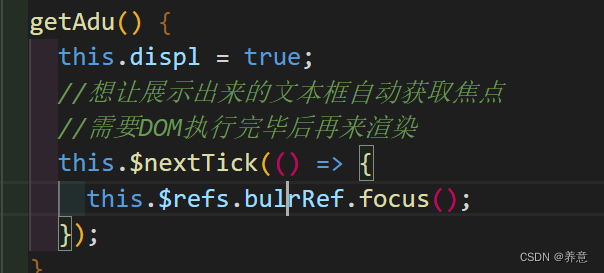 getAdu() {
this.displ = true;
//想让展示出来的文本框自动获取焦点
//需要DOM执行完毕后再来渲染
this.$nextTick(() => {
this.$refs.bulrRef.focus();
});
}
CSDN @养意